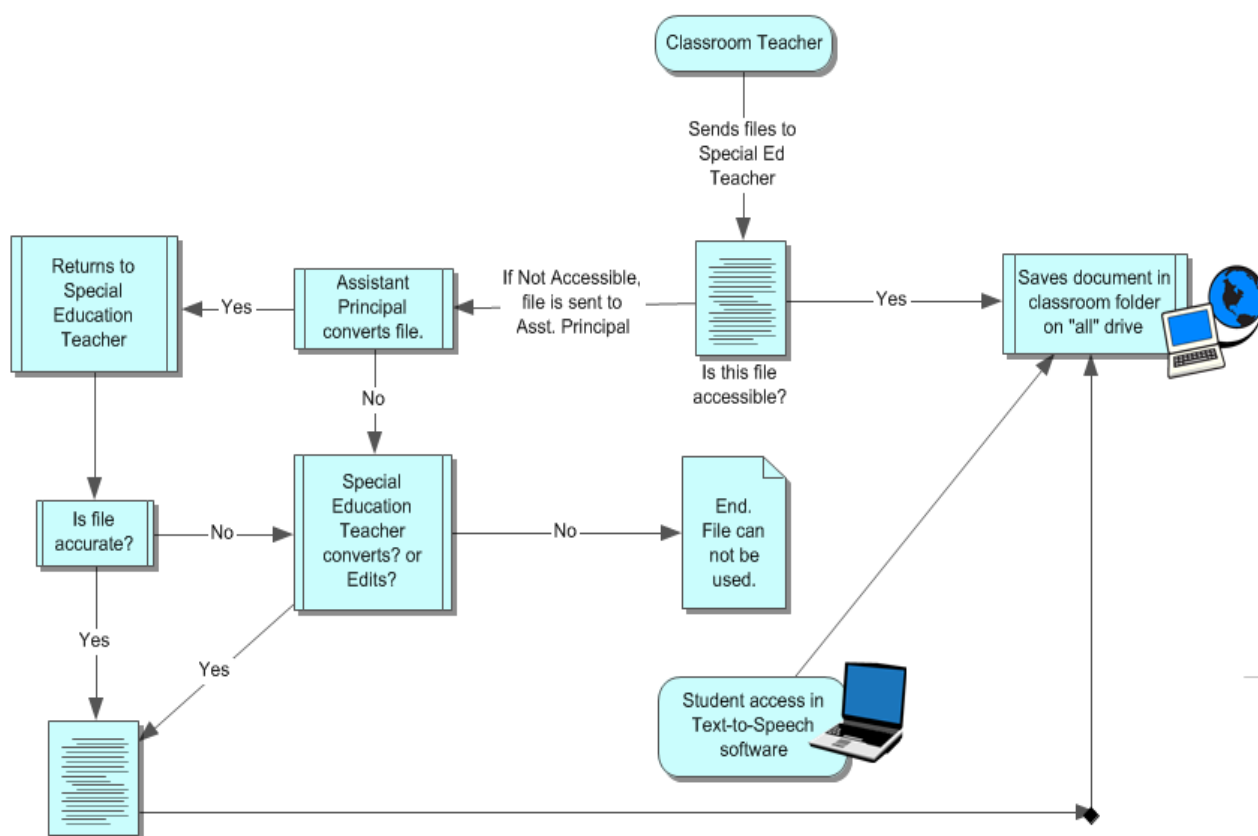 Classroom Teacher
Sends files to
Special Ed
Teacher
Returns to
Special
Education
Teacher
Yes
Assistant
Principal
converts file.
If Not Accessible,
file is sent to
Asst. Principal
Yes
Saves document in
classroom folder
on "all" drive
Is this file
accessible?
No
Is file
accurate?
No
Special
Education
Teacher
converts? or
Edits?
No
End.
File can
not be
used.
Yes
Yes
Student access in
Text-to-Speech
software